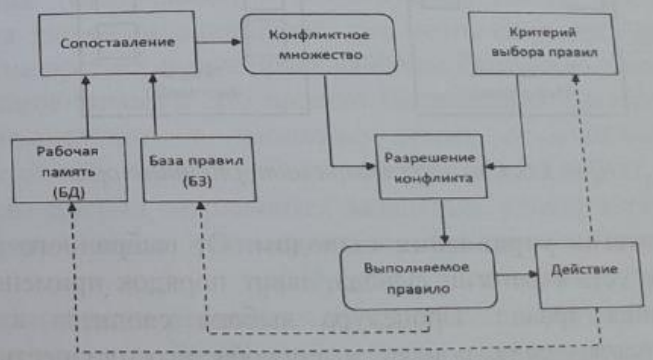 Сопоставление
Конфликтное
множество
Критерий
выбора правил
Рабочая
память
(БД)
База правил
(БЗ)
Разрешение
конфликта
Выполняемое
правило
Действие